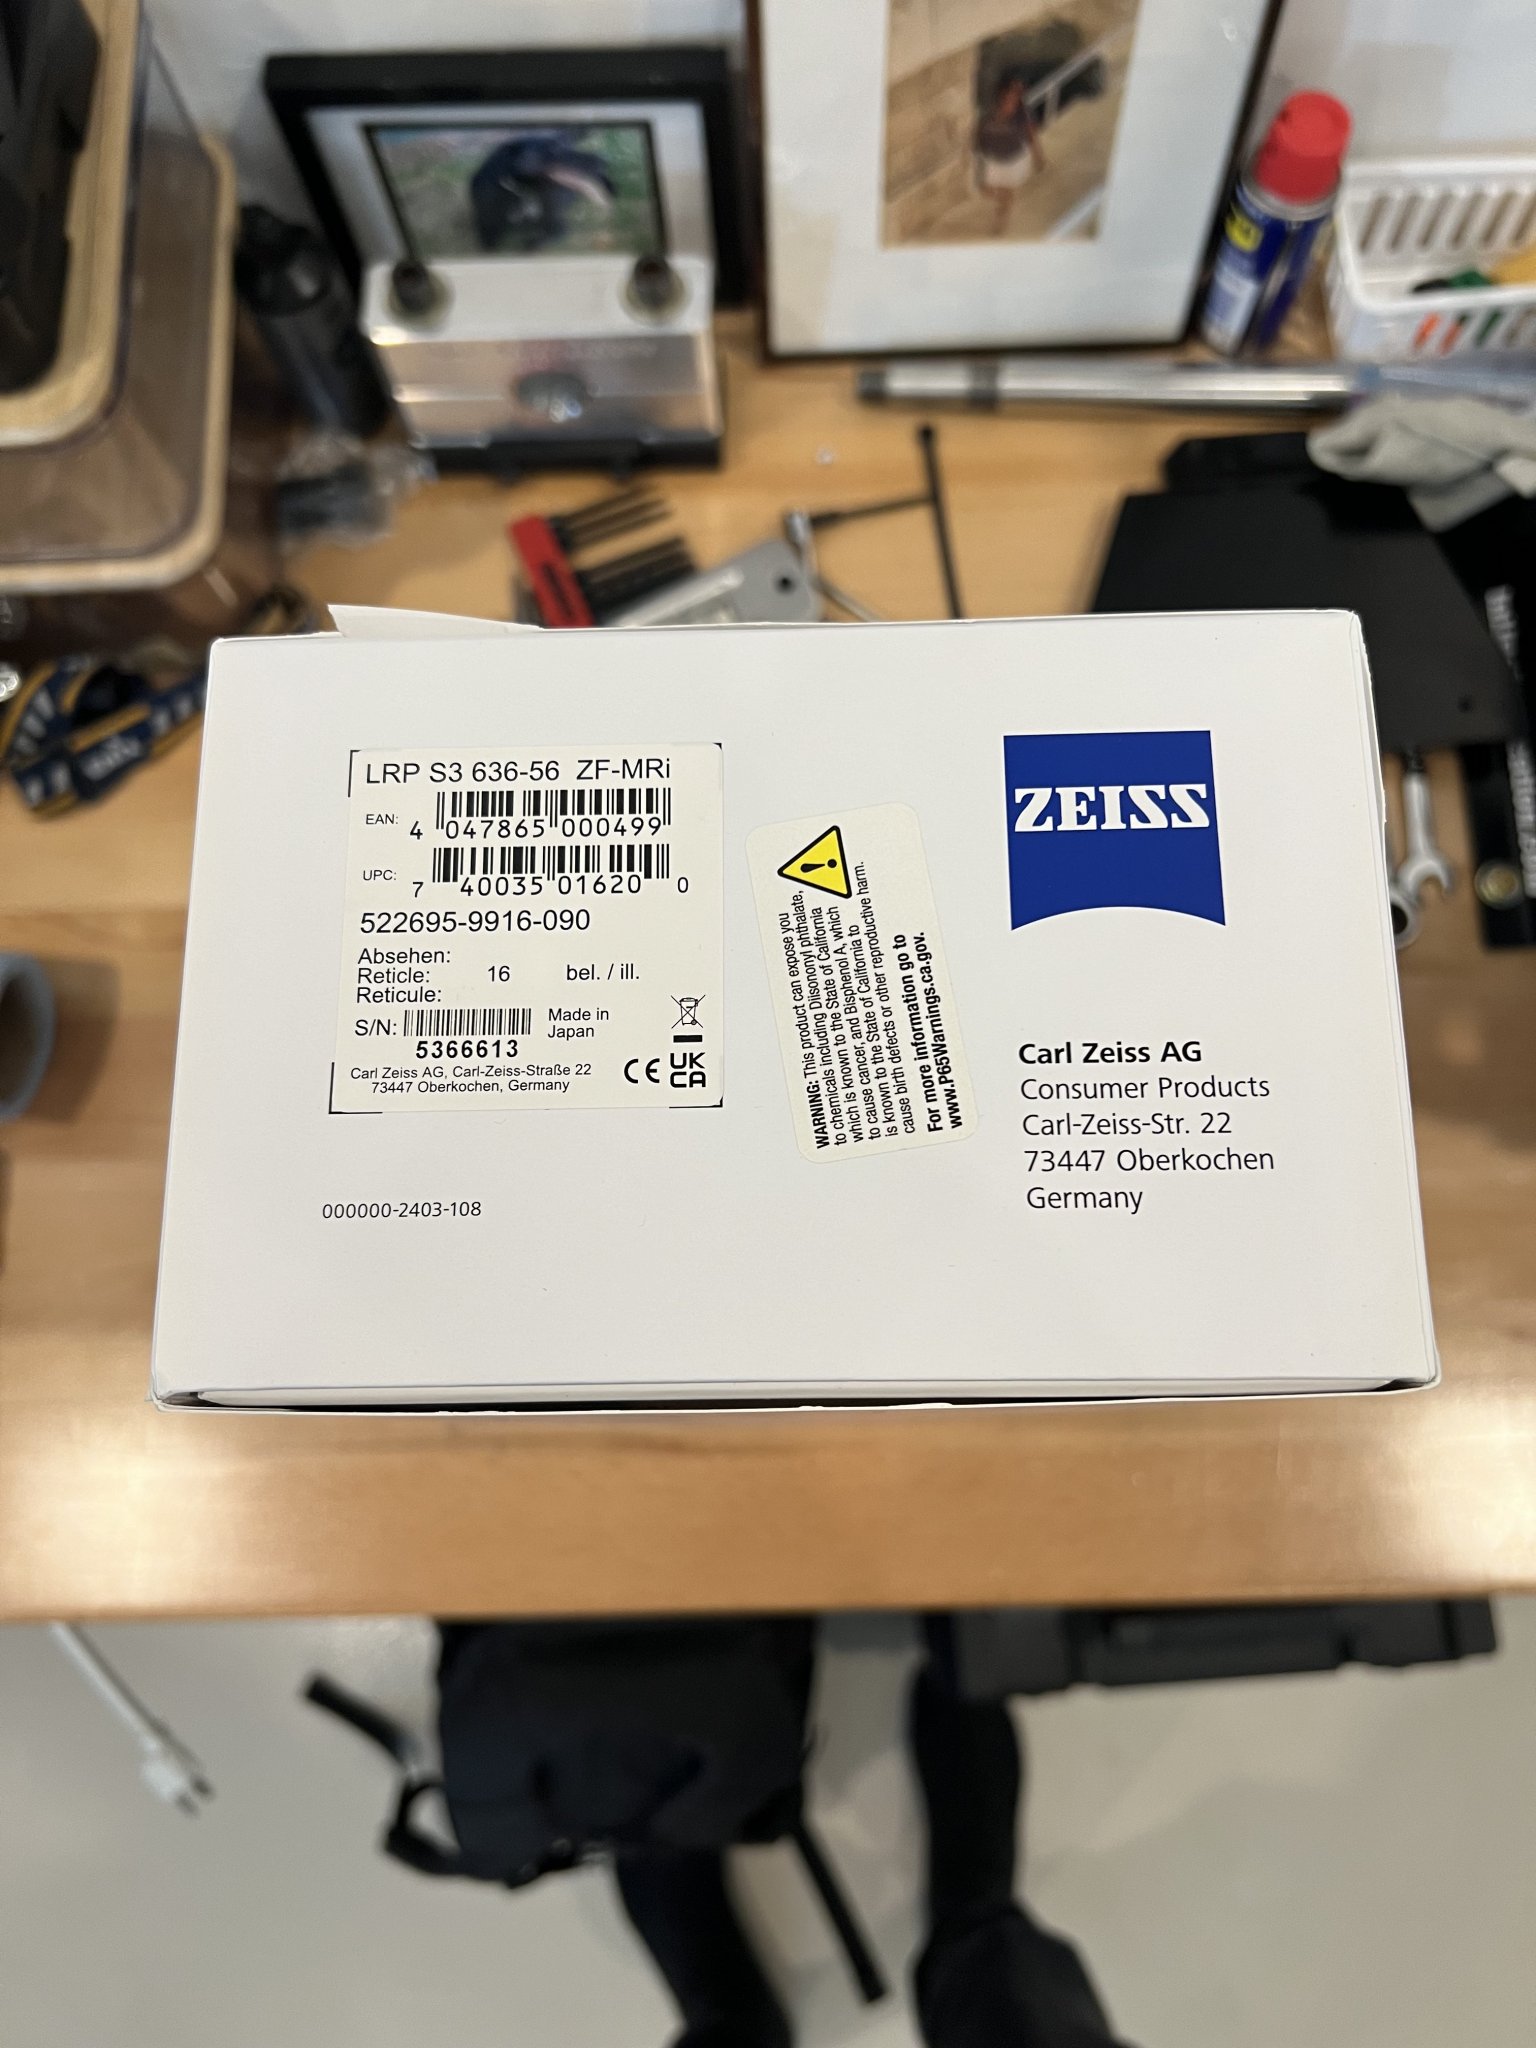 LRP S3 636-56 ZF-MRi
EAN: 4 047865 000499
UPC: 7 40035 01620 0
522695-9916-090
Absehen:
Reticle: 16 bel. / ill.
Reticule:
S/N: Made in
Japan
5366613
Carl Zeiss AG, Carl-Zeiss-Straße 22
73447 Oberkochen, Germany
CE UK
CA
000000-2403-108
WARNING: This product can expose you
to chemicals including Diisononyl phthalate,
which is known to the State of California
to cause cancer, and Bisphenol A, which
is known to the State of California to
cause birth defects or other reproductive harm.
For more information go to
www.P65Warnings.ca.gov.
ZEISS
Carl Zeiss AG
Consumer Products
Carl-Zeiss-Str. 22
73447 Oberkochen
Germany